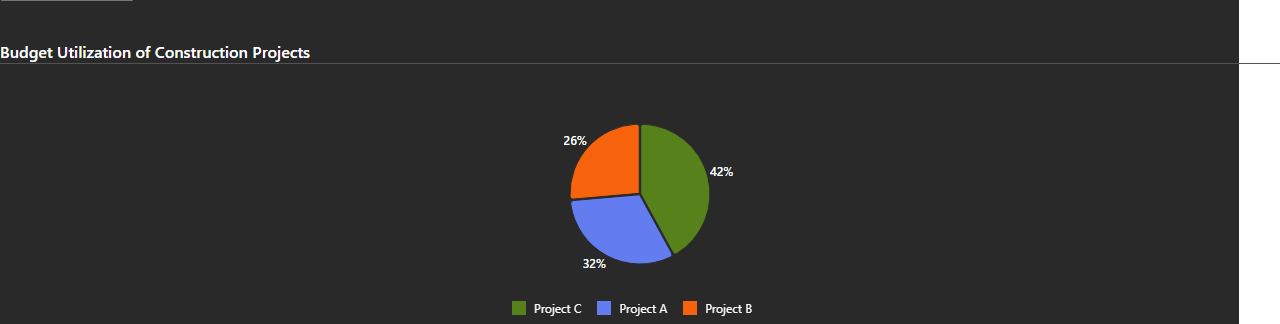 Budget Utilization of Construction Projects
26%
42%
32%
Project C
Project A
Project B